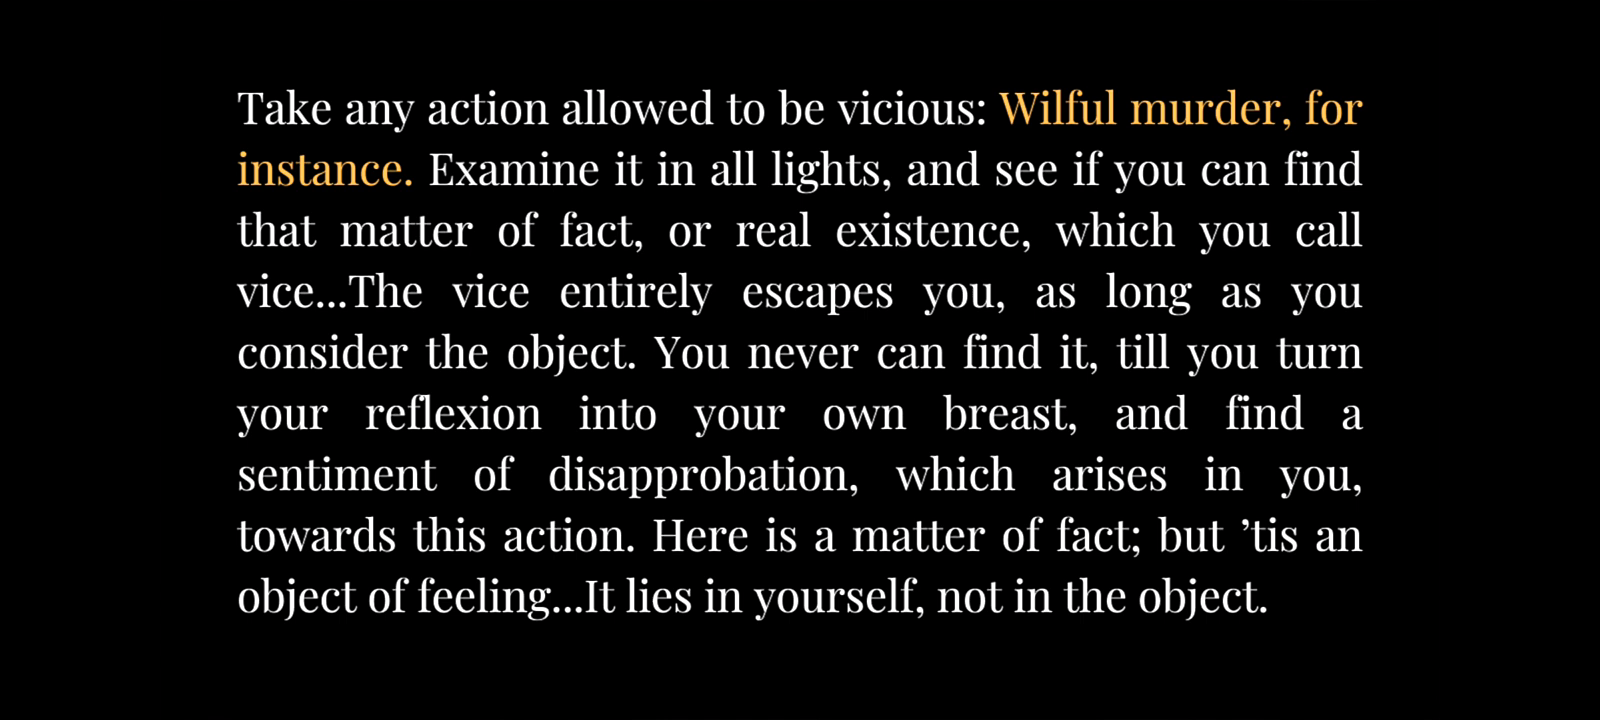 Take any action allowed to be vicious: Wilful murder, for
instance. Examine it in all lights, and see if you can find
that matter of fact, or real existence, which you call
vice...The vice entirely escapes you, as long as you
consider the object. You never can find it, till you turn
your reflexion into your own breast, and find a
sentiment of disapprobation, which arises in you,
towards this action. Here is a matter of fact; but ’tis an
object of feeling...It lies in yourself, not in the object.